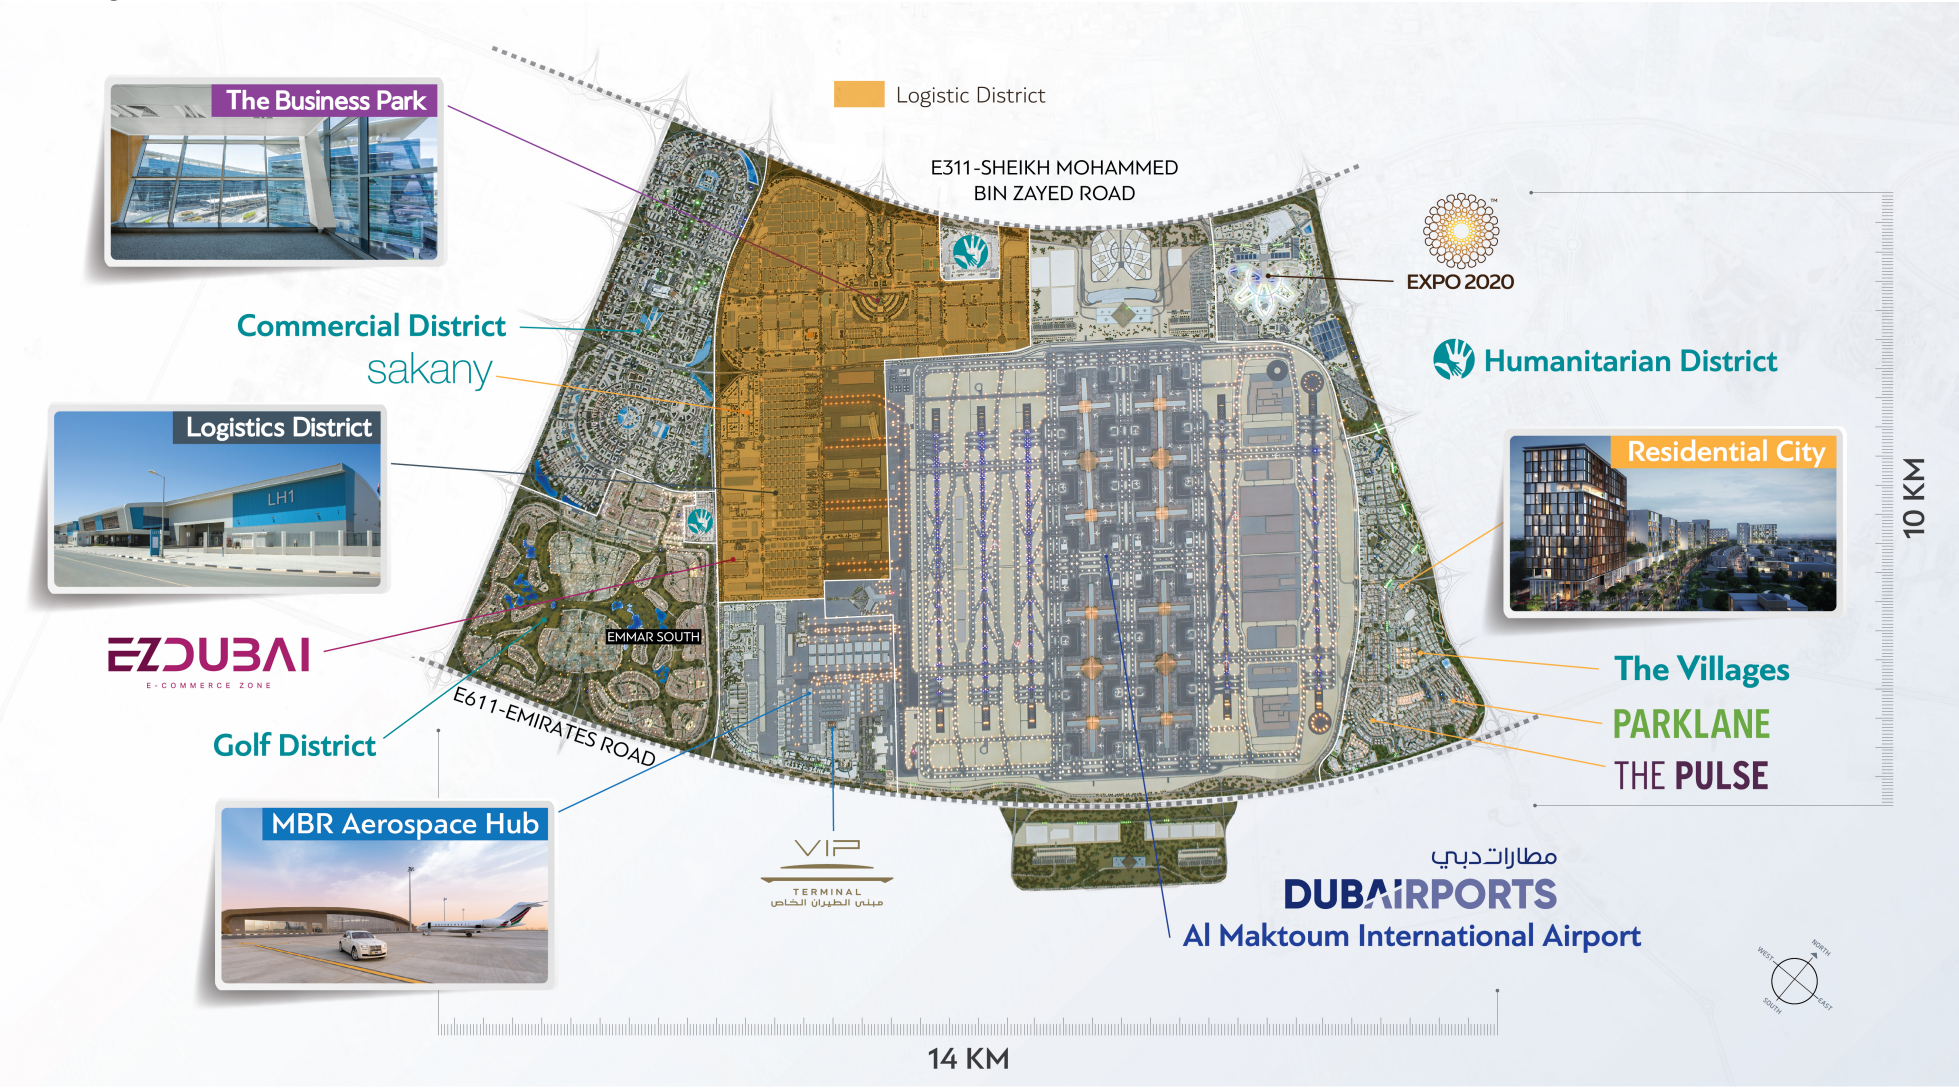 The Business Park
Logistic District
E311-SHEIKH MOHAMMED
BIN ZAYED ROAD
™
EXPO 2020
Commercial District
sakany
Humanitarian District
Logistics District
LH1
Residential City
10 KM
EMMAR SOUTH
EZDUBAI
E-COMMERCE ZONE
The Villages
E611-EMIRATES ROAD
PARKLANE
Golf District
THE PULSE
MBR Aerospace Hub
VIP
TERMINAL
مبنى الطيران الخاص
مطارات دبي
DUBAiRPORTS
Al Maktoum International Airport
NORTH
WEST
EAST
SOUTH
14 KM